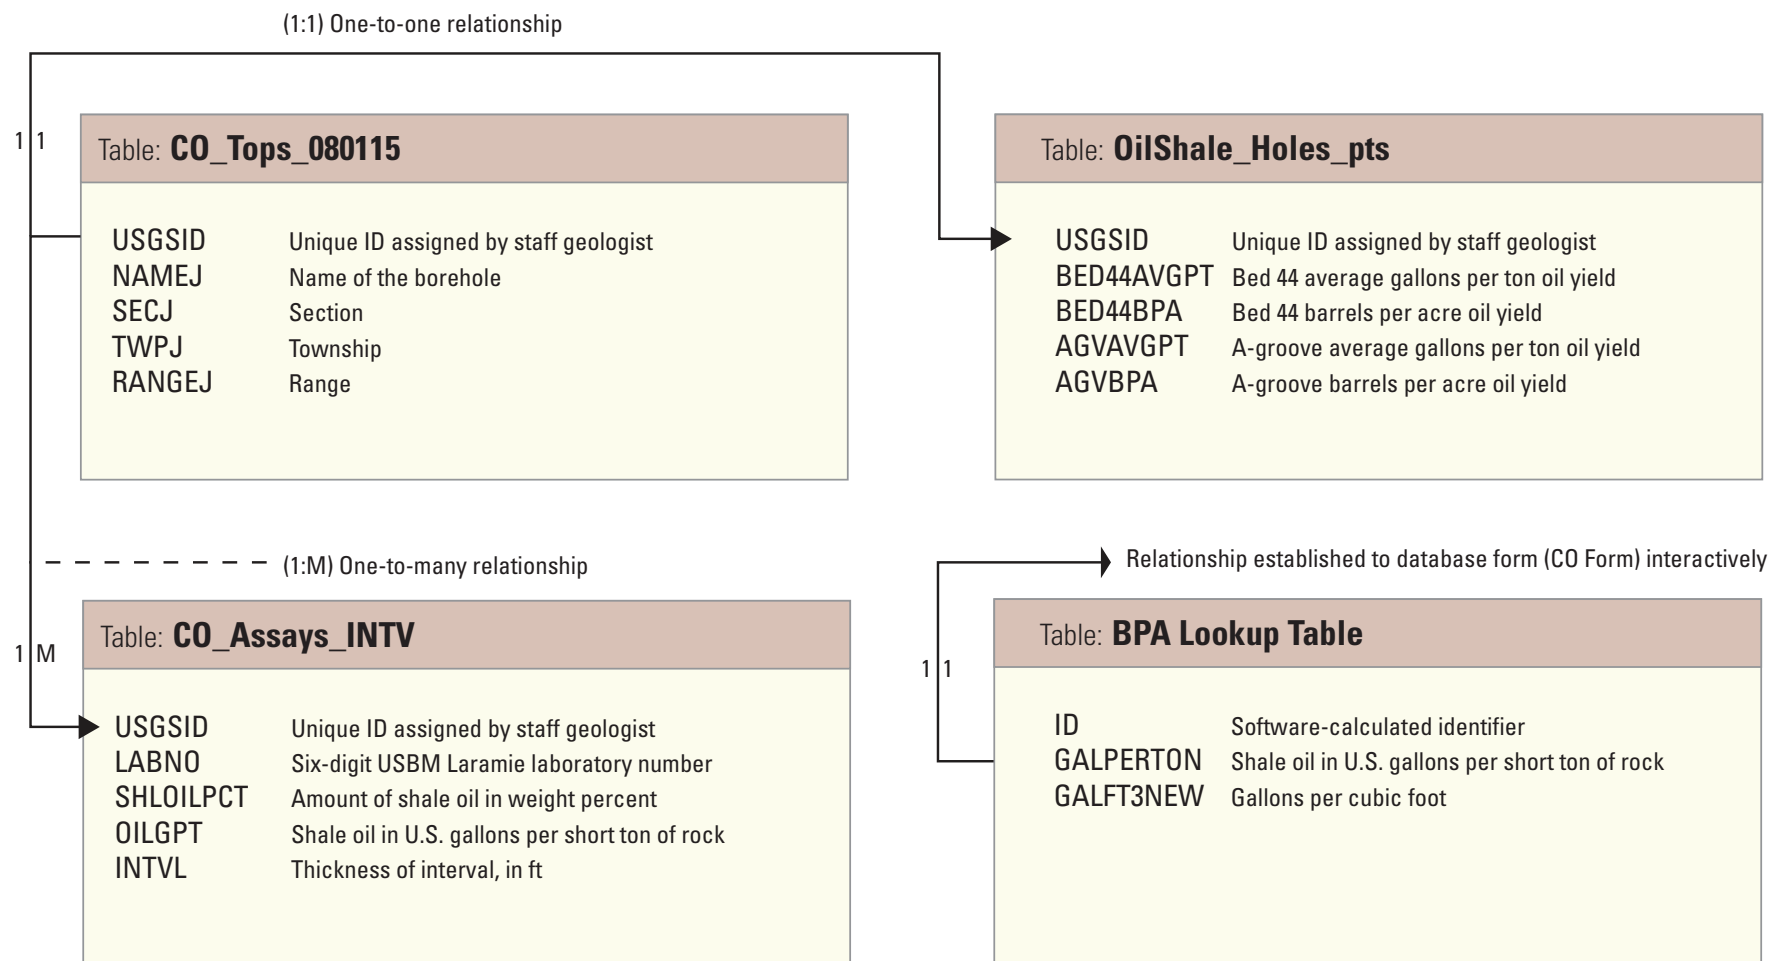 (1:1) One-to-one relationship
1 1
Table: CO_Tops_080115
USGSID Unique ID assigned by staff geologist
NAMEJ Name of the borehole
SECJ Section
TWPJ Township
RANGEJ Range
Table: OilShale_Holes_pts
USGSID Unique ID assigned by staff geologist
BED44AVGPT Bed 44 average gallons per ton oil yield
BED44BPA Bed 44 barrels per acre oil yield
AGVAVGPT A-groove average gallons per ton oil yield
AGVBPA A-groove barrels per acre oil yield
(1:M) One-to-many relationship
1 M
Table: CO_Assays_INTV
USGSID Unique ID assigned by staff geologist
LABNO Six-digit USBM Laramie laboratory number
SHLOILPCT Amount of shale oil in weight percent
OILGPT Shale oil in U.S. gallons per short ton of rock
INTVL Thickness of interval, in ft
Relationship established to database form (CO Form) interactively
1 1
Table: BPA Lookup Table
ID Software-calculated identifier
GALPERTON Shale oil in U.S. gallons per short ton of rock
GALFT3NEW Gallons per cubic foot